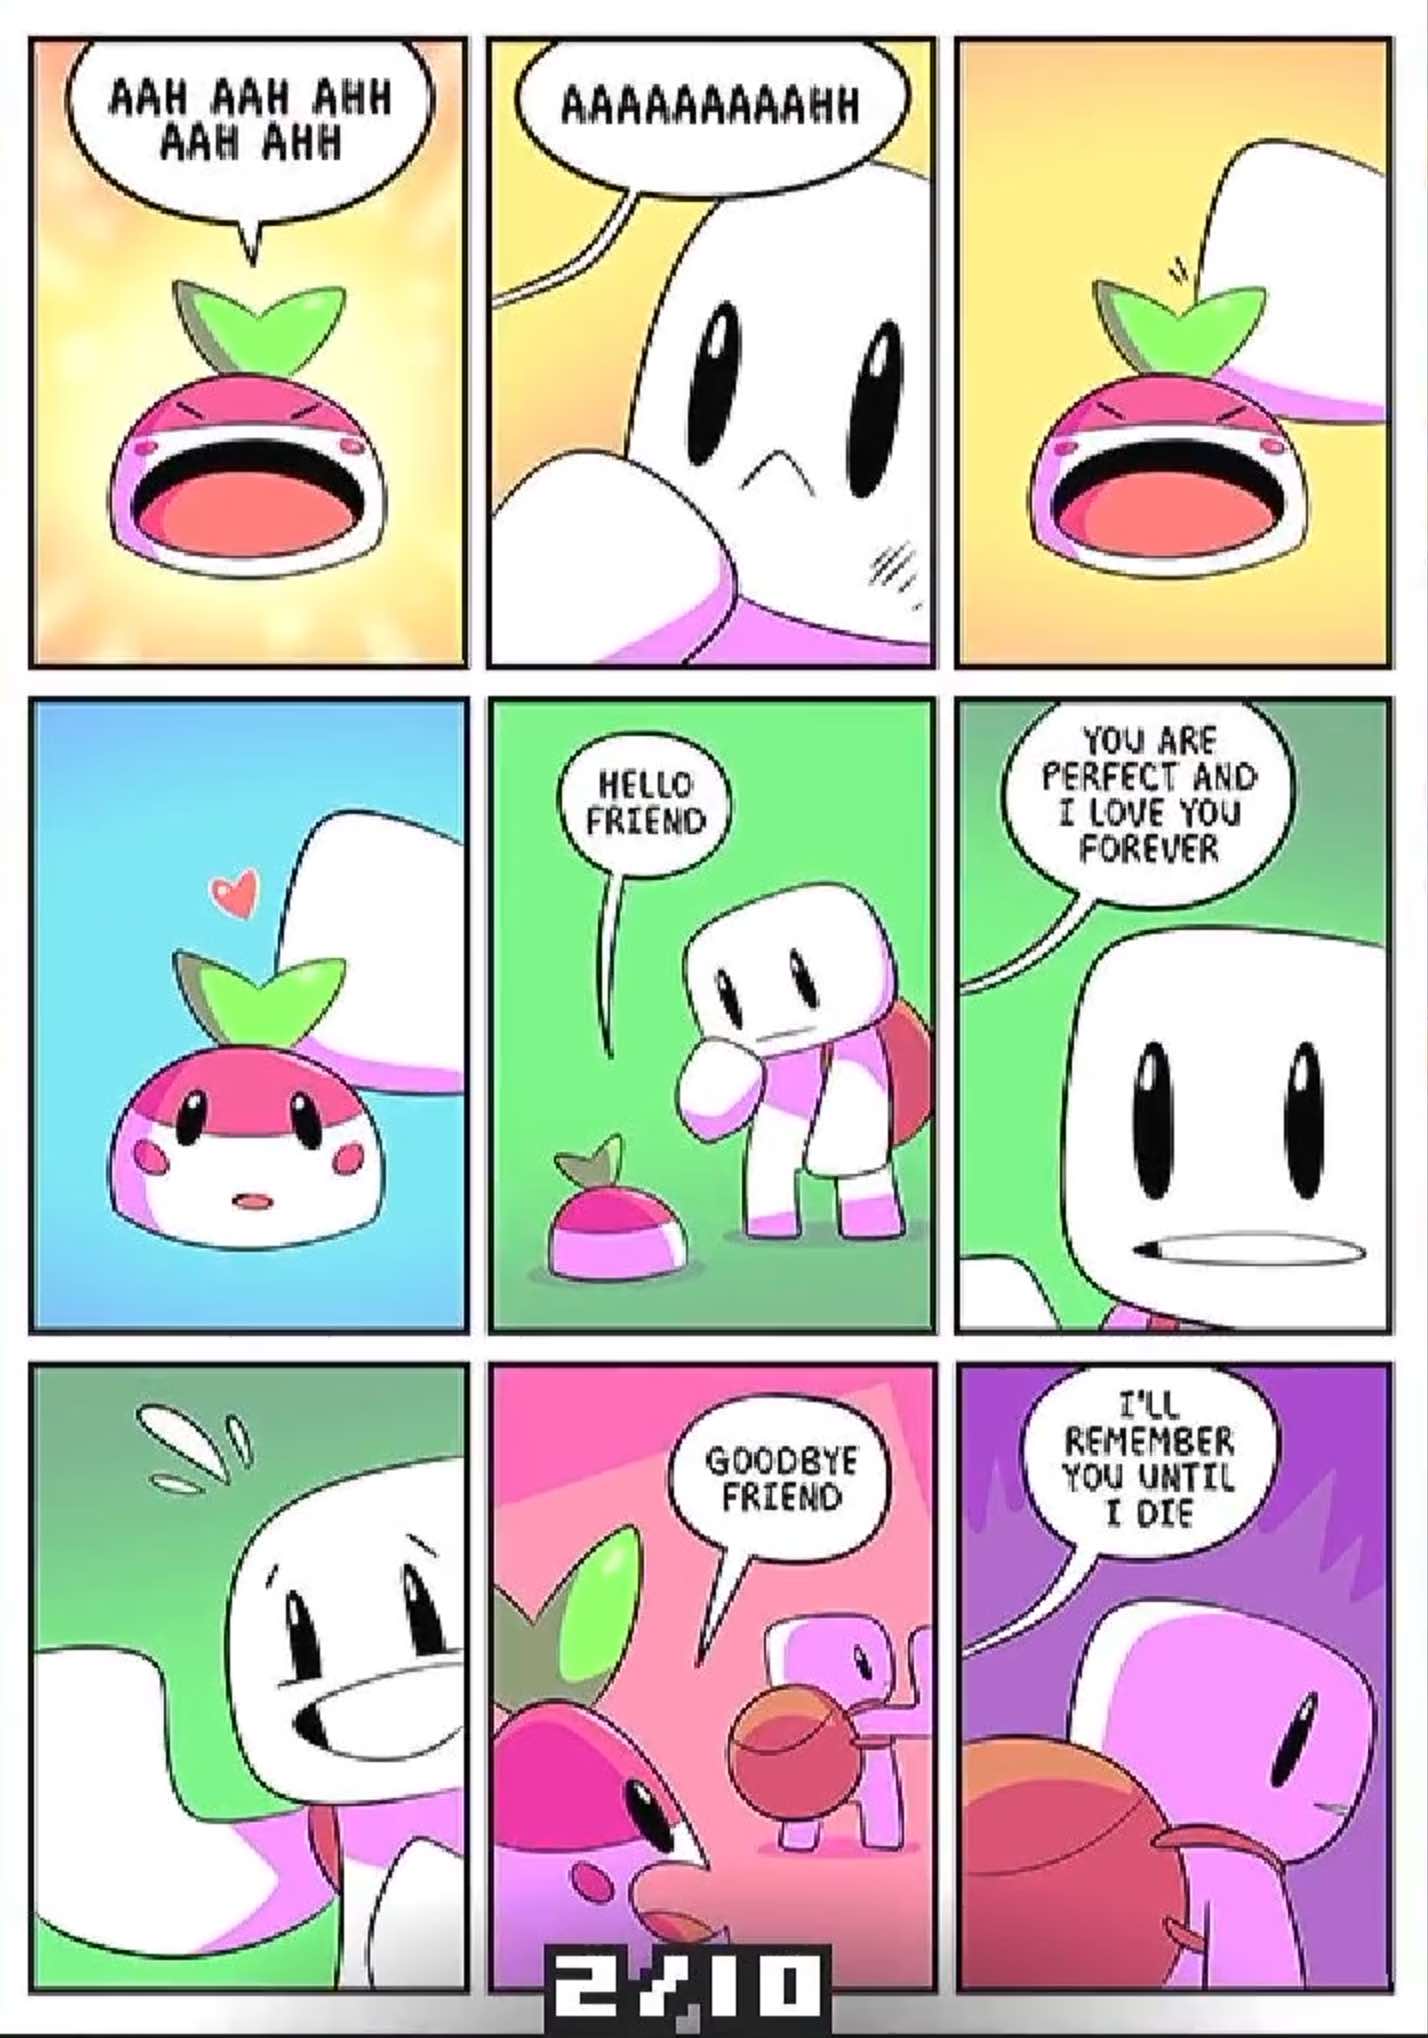 AAH AAH AHH
AAH AHH
AAAAAAAAAAHH
HELLO
FRIEND
YOU ARE
PERFECT AND
I LOVE YOU
FOREVER
GOODBYE
FRIEND
I'LL
REMEMBER
YOU UNTIL
I DIE
2/10